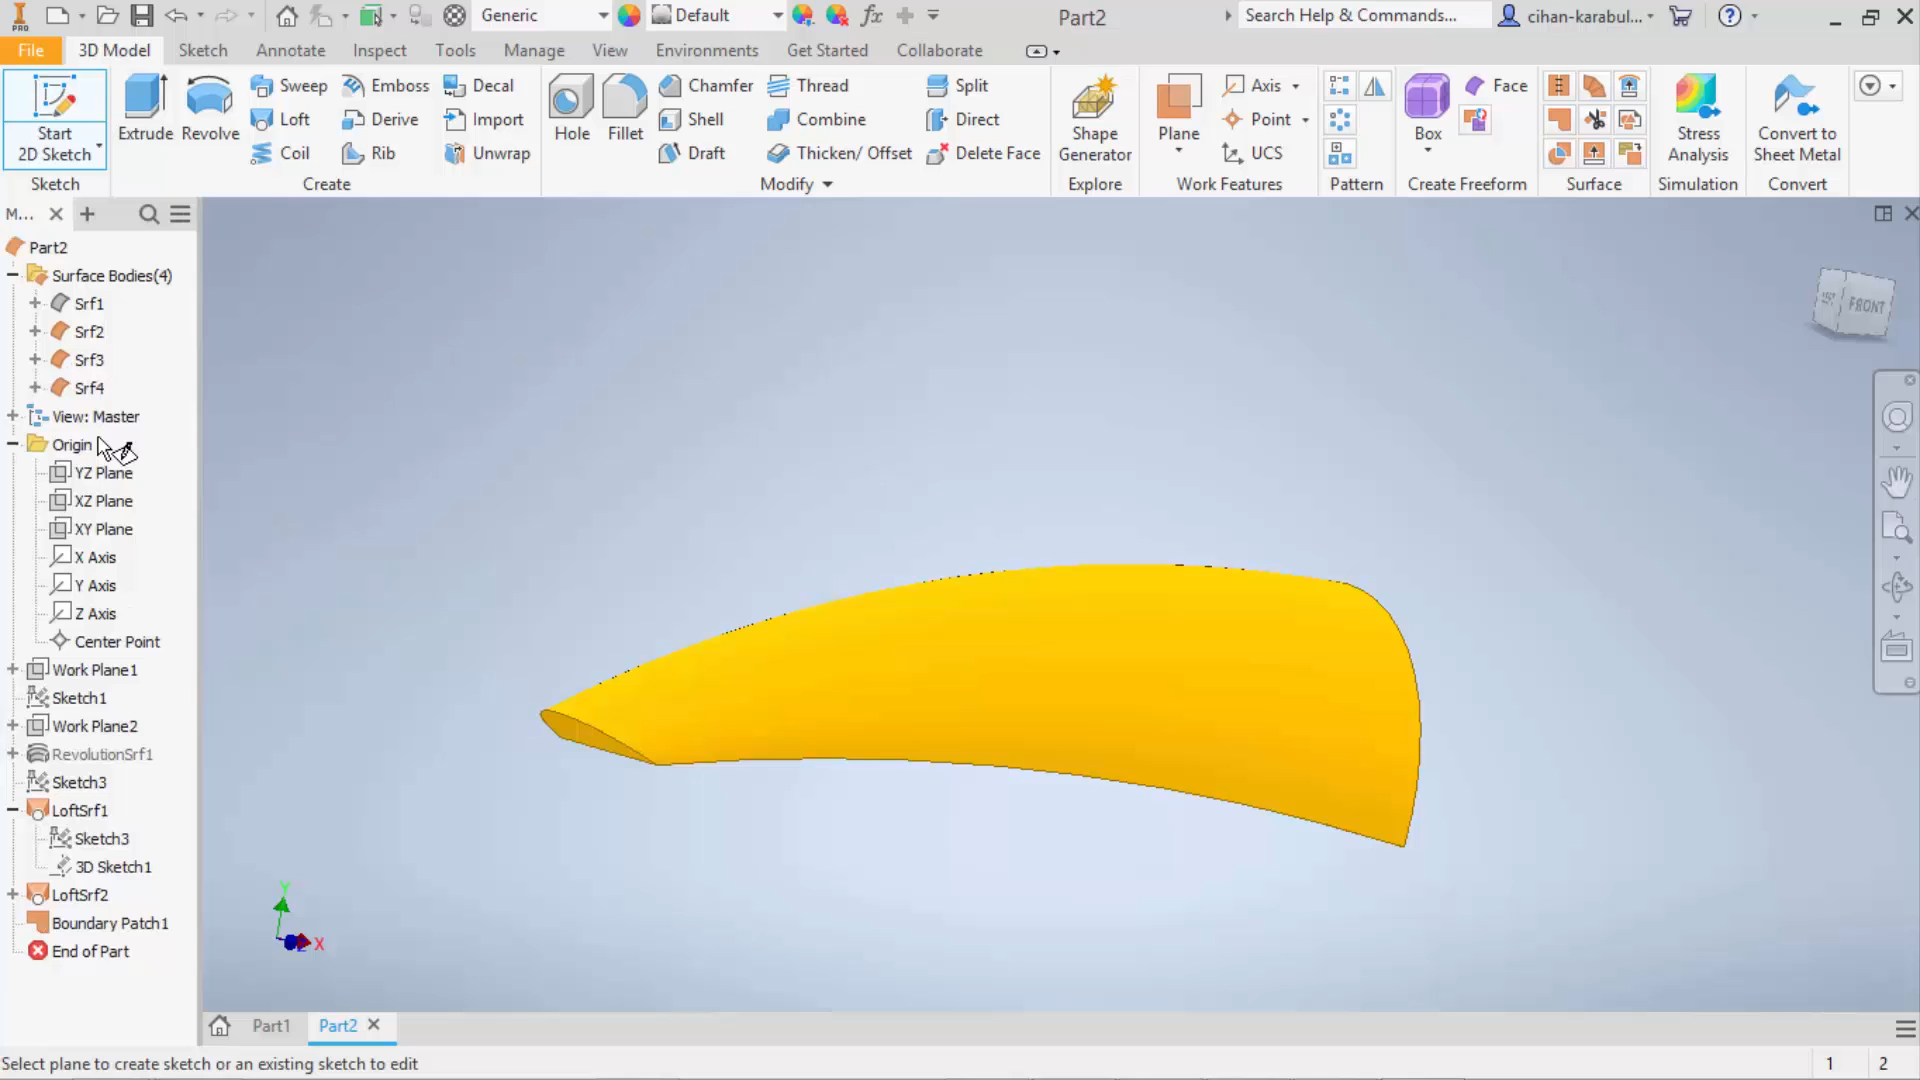 PRO
Generic
Default
fx
Part2
Search Help & Commands...
cihan-karabul...
File
3D Model
Sketch
Annotate
Inspect
Tools
Manage
View
Environments
Get Started
Collaborate
Start
2D Sketch
Sketch
Extrude
Revolve
Sweep
Loft
Coil
Emboss
Derive
Rib
Decal
Import
Unwrap
Create
Hole
Fillet
Chamfer
Shell
Draft
Thread
Combine
Thicken/ Offset
Split
Direct
Delete Face
Modify
Shape
Generator
Explore
Plane
Axis
Point
UCS
Work Features
Pattern
Box
Face
Create Freeform
Surface
Stress
Analysis
Simulation
Convert to
Sheet Metal
Convert
M...
Part2
Surface Bodies(4)
Srf1
Srf2
Srf3
Srf4
View: Master
Origin
YZ Plane
XZ Plane
XY Plane
X Axis
Y Axis
Z Axis
Center Point
Work Plane1
Sketch1
Work Plane2
RevolutionSrf1
Sketch3
LoftSrf1
Sketch3
3D Sketch1
LoftSrf2
Boundary Patch1
End of Part
FRONT
Y
X
Part1
Part2
Select plane to create sketch or an existing sketch to edit
1
2